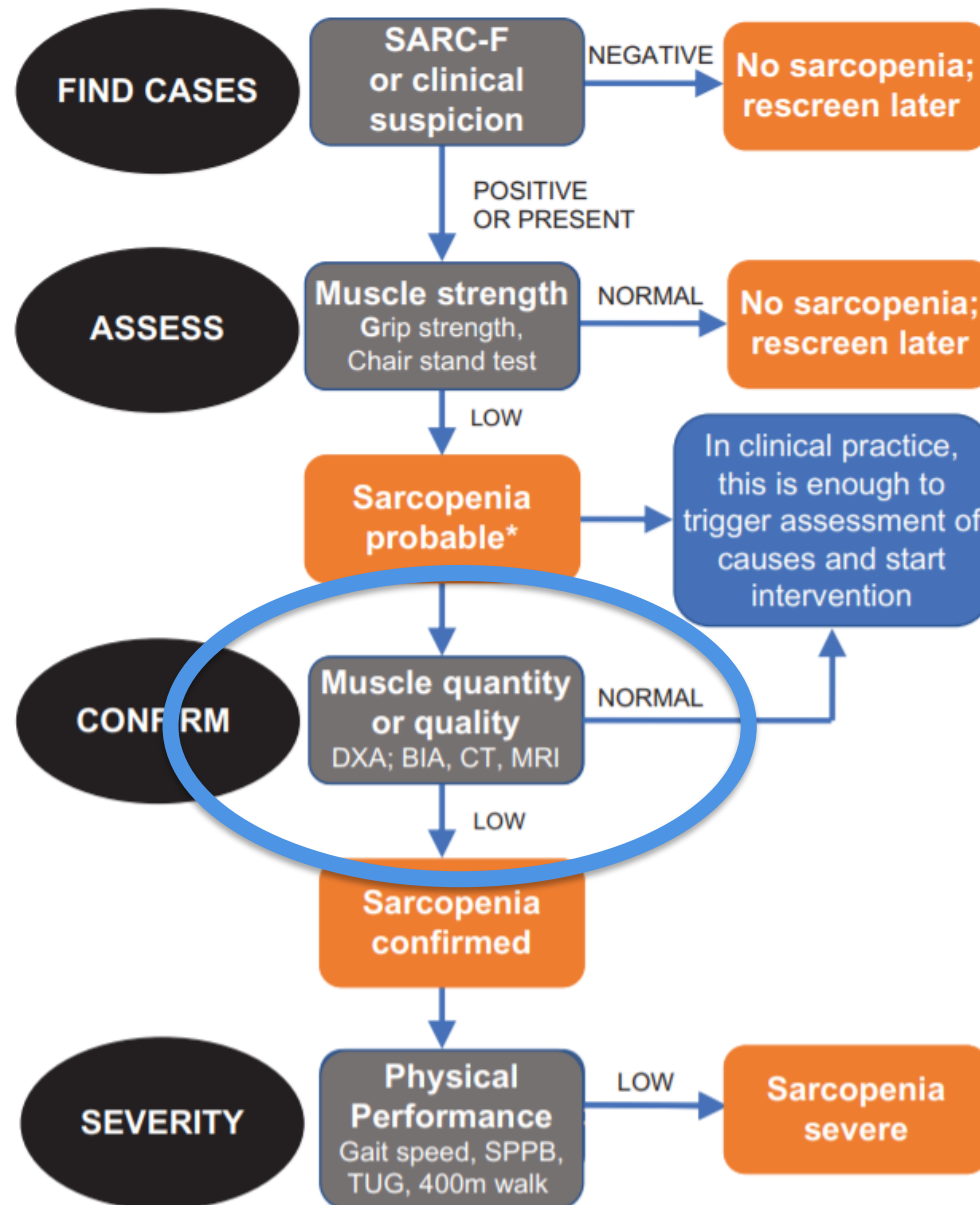 FIND CASES
SARC-F
or clinical
suspicion
NEGATIVE
No sarcopenia;
rescreen later
POSITIVE
OR PRESENT
ASSESS
Muscle strength
Grip strength,
Chair stand test
NORMAL
No sarcopenia;
rescreen later
LOW
Sarcopenia
probable*
In clinical practice,
this is enough to
trigger assessment of
causes and start
intervention
CONFIRM
Muscle quantity
or quality
DXA; BIA, CT, MRI
NORMAL
LOW
Sarcopenia
confirmed
SEVERITY
Physical
Performance
Gait speed, SPPB,
TUG, 400m walk
LOW
Sarcopenia
severe